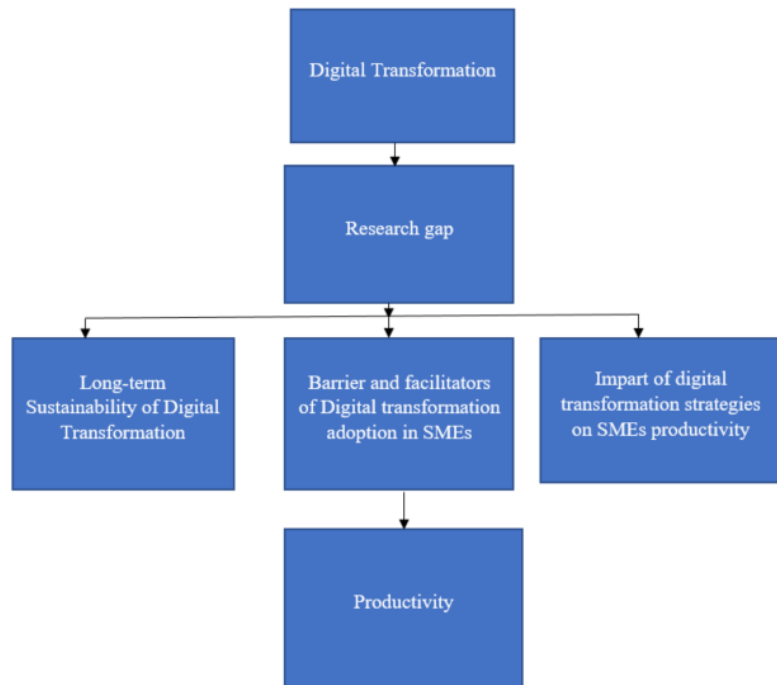 Digital Transformation
Research gap
Long-term
Sustainability of Digital
Transformation
Barrier and facilitators
of Digital transformation
adoption in SMEs
Impart of digital
transformation strategies
on SMEs productivity
Productivity